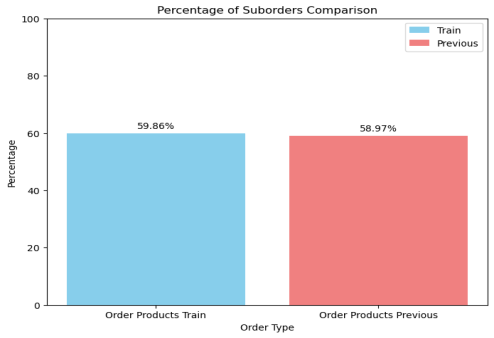 Percentage of Suborders Comparison
100
80
60
40
20
0
Percentage
Train
Previous
59.86%
58.97%
Order Products Train
Order Products Previous
Order Type